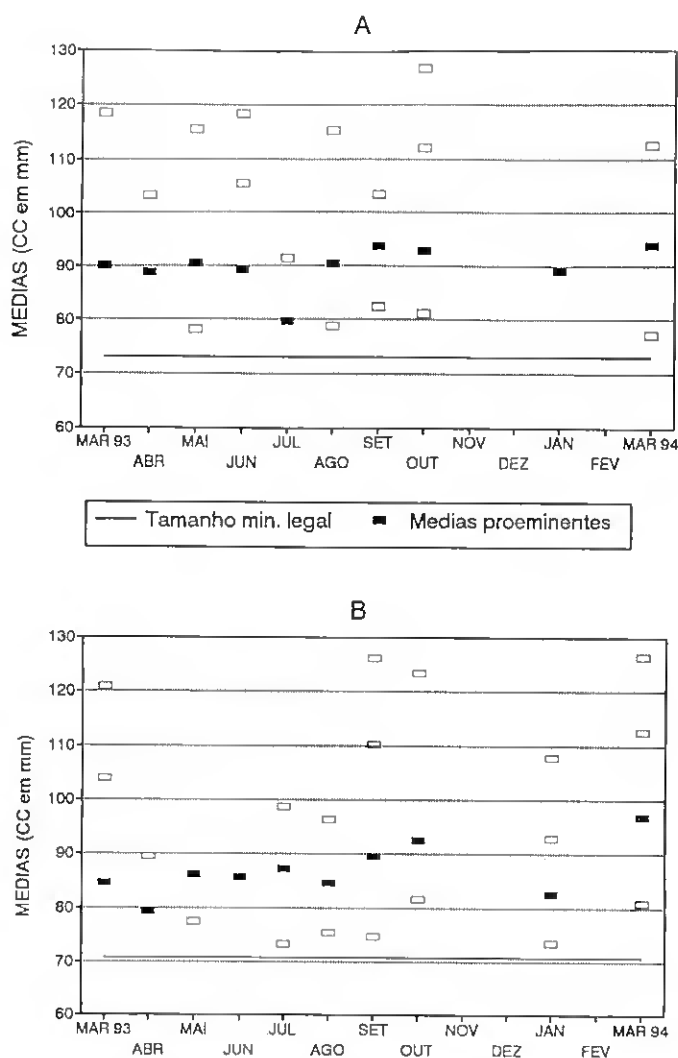 A
MEDIAS (CC em mm)
130
120
110
100
90
80
70
60
MAR 93 MAI JUL SET NOV JAN MAR 94
ABR JUN AGO OUT DEZ FEV
Tamanho min. legal Medias proeminentes
B
MEDIAS (CC em mm)
130
120
110
100
90
80
70
60
MAR 93 MAI JUL SET NOV JAN MAR 94
ABR JUN AGO OUT DEZ FEV